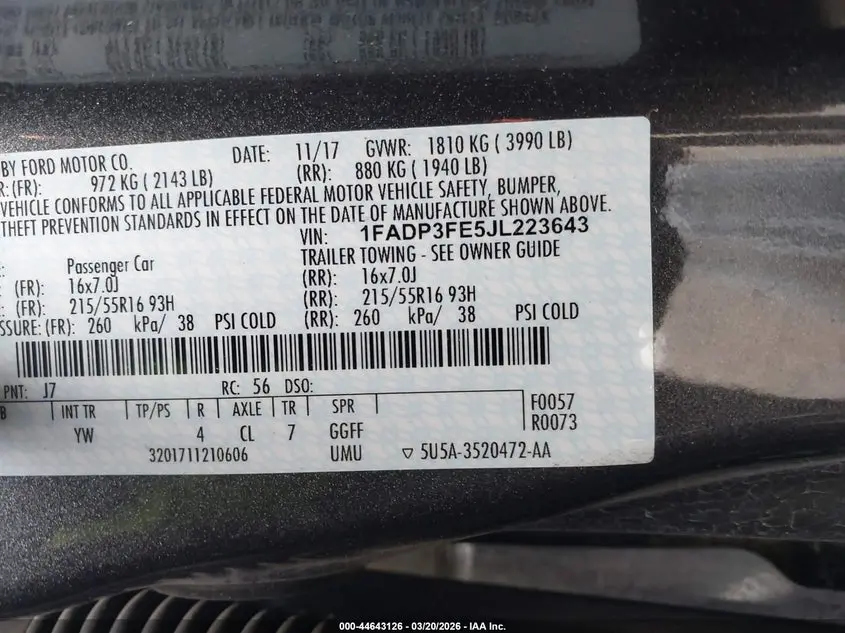 BY FORD MOTOR CO. DATE: 11/17 GVWR: 1810 KG ( 3990 LB)
R: (FR): 972 KG ( 2143 LB) (RR): 880 KG ( 1940 LB)
VEHICLE CONFORMS TO ALL APPLICABLE FEDERAL MOTOR VEHICLE SAFETY, BUMPER,
THEFT PREVENTION STANDARDS IN EFFECT ON THE DATE OF MANUFACTURE SHOWN ABOVE.
VIN: 1FADP3FE5JL223643
Passenger Car TRAILER TOWING - SEE OWNER GUIDE
(FR): 16x7.0J (RR): 16x7.0J
(FR): 215/55R16 93H (RR): 215/55R16 93H
SSURE: (FR): 260 kPa/ 38 PSI COLD (RR): 260 kPa/ 38 PSI COLD
PNT: J7 RC: 56 DSO:
B INT TR TP/PS R AXLE TR SPR F0057
YW 4 CL 7 GGFF R0073
3201711210606 UMU ▽ 5U5A-3520472-AA
000-44643126 - 03/20/2026 - IAA Inc.